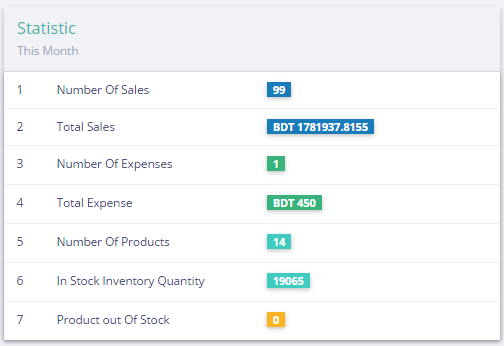 Statistic
This Month
1 Number Of Sales 99
2 Total Sales BDT 1781937.8155
3 Number Of Expenses 1
4 Total Expense BDT 450
5 Number Of Products 14
6 In Stock Inventory Quantity 19065
7 Product out Of Stock 0